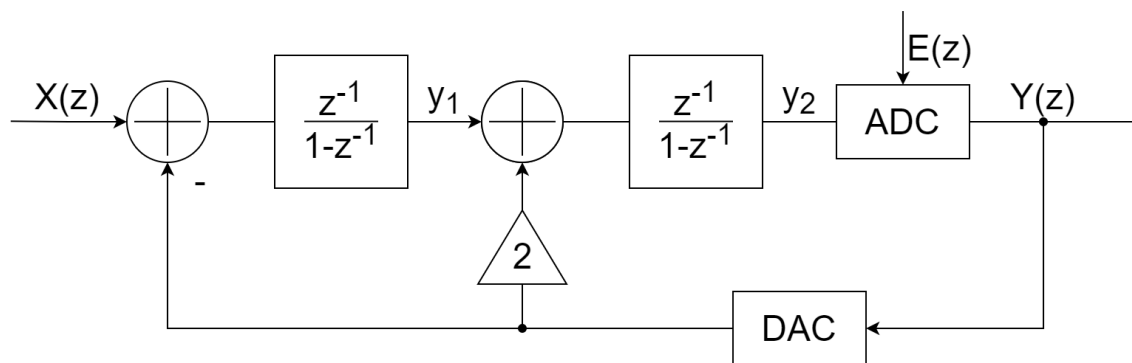 X(z)
-
z⁻¹
1-z⁻¹
y₁
2
z⁻¹
1-z⁻¹
y₂
E(z)
ADC
Y(z)
DAC